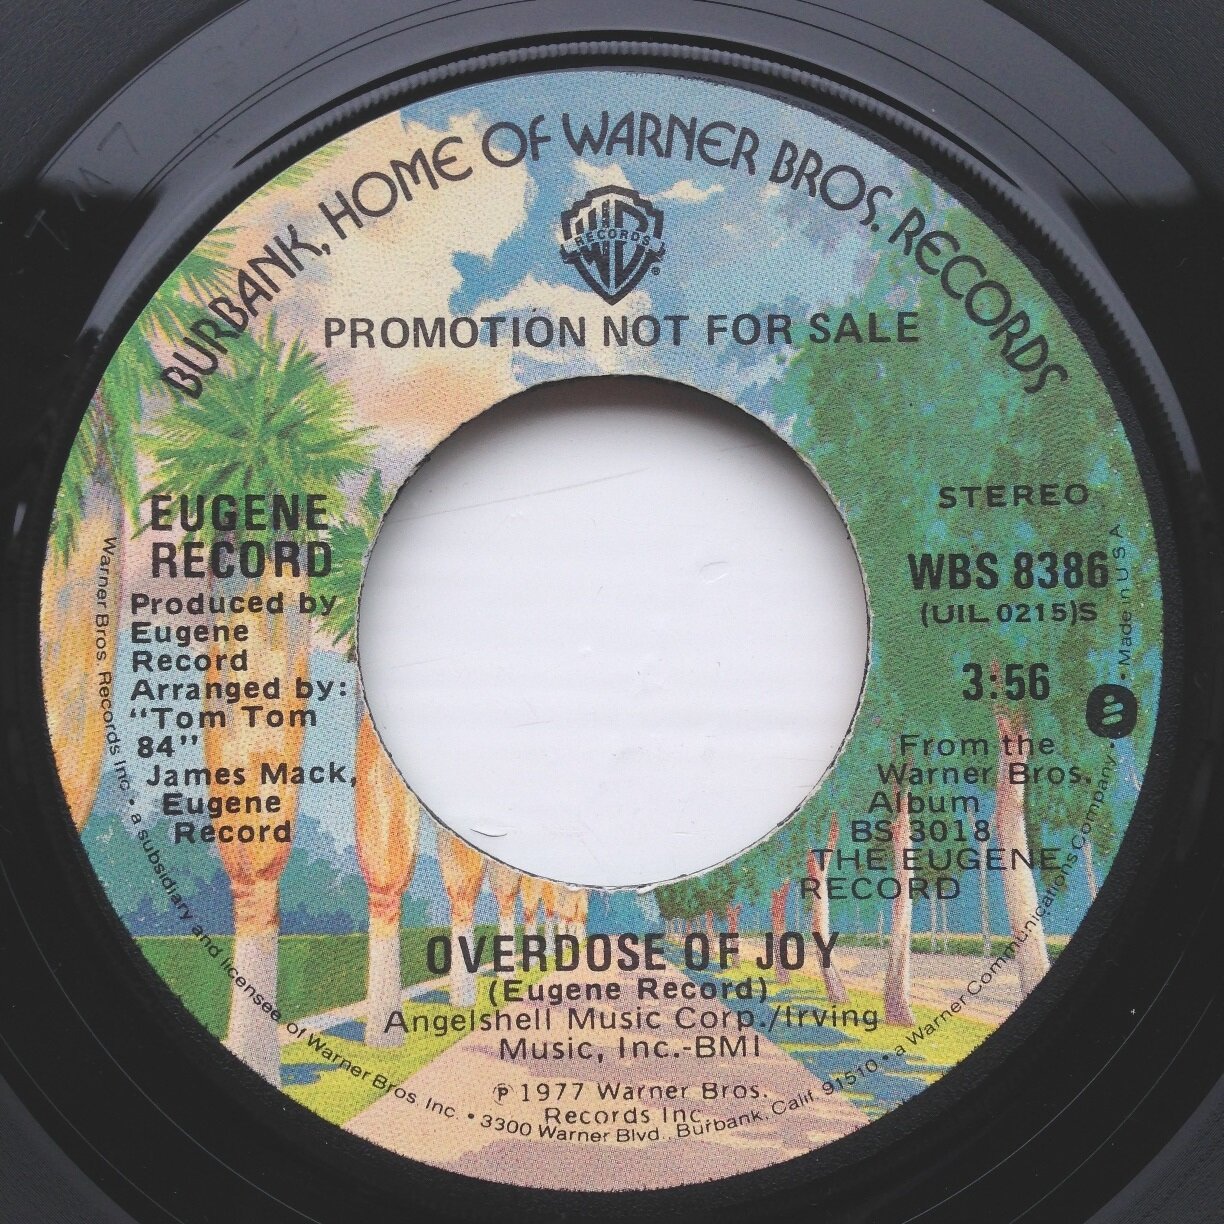 BURBANK, HOME OF WARNER BROS. RECORDS
W B
RECORDS
®
PROMOTION NOT FOR SALE
EUGENE
RECORD
Produced by
Eugene
Record
Arranged by:
"Tom Tom
84"
James Mack,
Eugene
Record
STEREO
WBS 8386
(UIL 0215)S
3:56
From the
Warner Bros.
Album
BS 3018
THE EUGENE
RECORD
OVERDOSE OF JOY
(Eugene Record)
Angelshell Music Corp./Irving
Music, Inc.-BMI
℗ 1977 Warner Bros.
Records Inc.
Warner Bros. Records Inc. • a subsidiary and licensee of Warner Bros. Inc. • 3300 Warner Blvd., Burbank, Calif. 91510 • a Warner Communications Company • Made in U S A